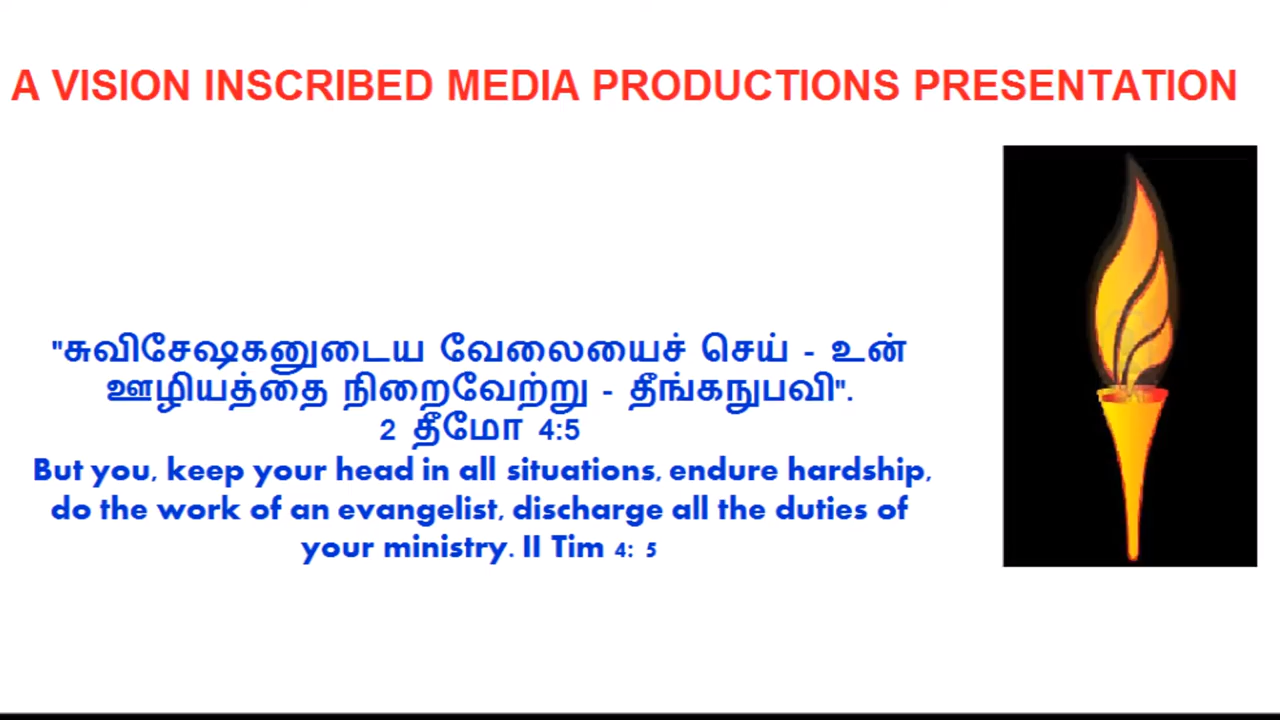 A VISION INSCRIBED MEDIA PRODUCTIONS PRESENTATION
"சுவிசேஷகனுடைய வேலையைச் செய் - உன்
ஊழியத்தை நிறைவேற்று - தீங்கநுபவி".
2 தீமோ 4:5
But you, keep your head in all situations, endure hardship,
do the work of an evangelist, discharge all the duties of
your ministry. II Tim 4: 5